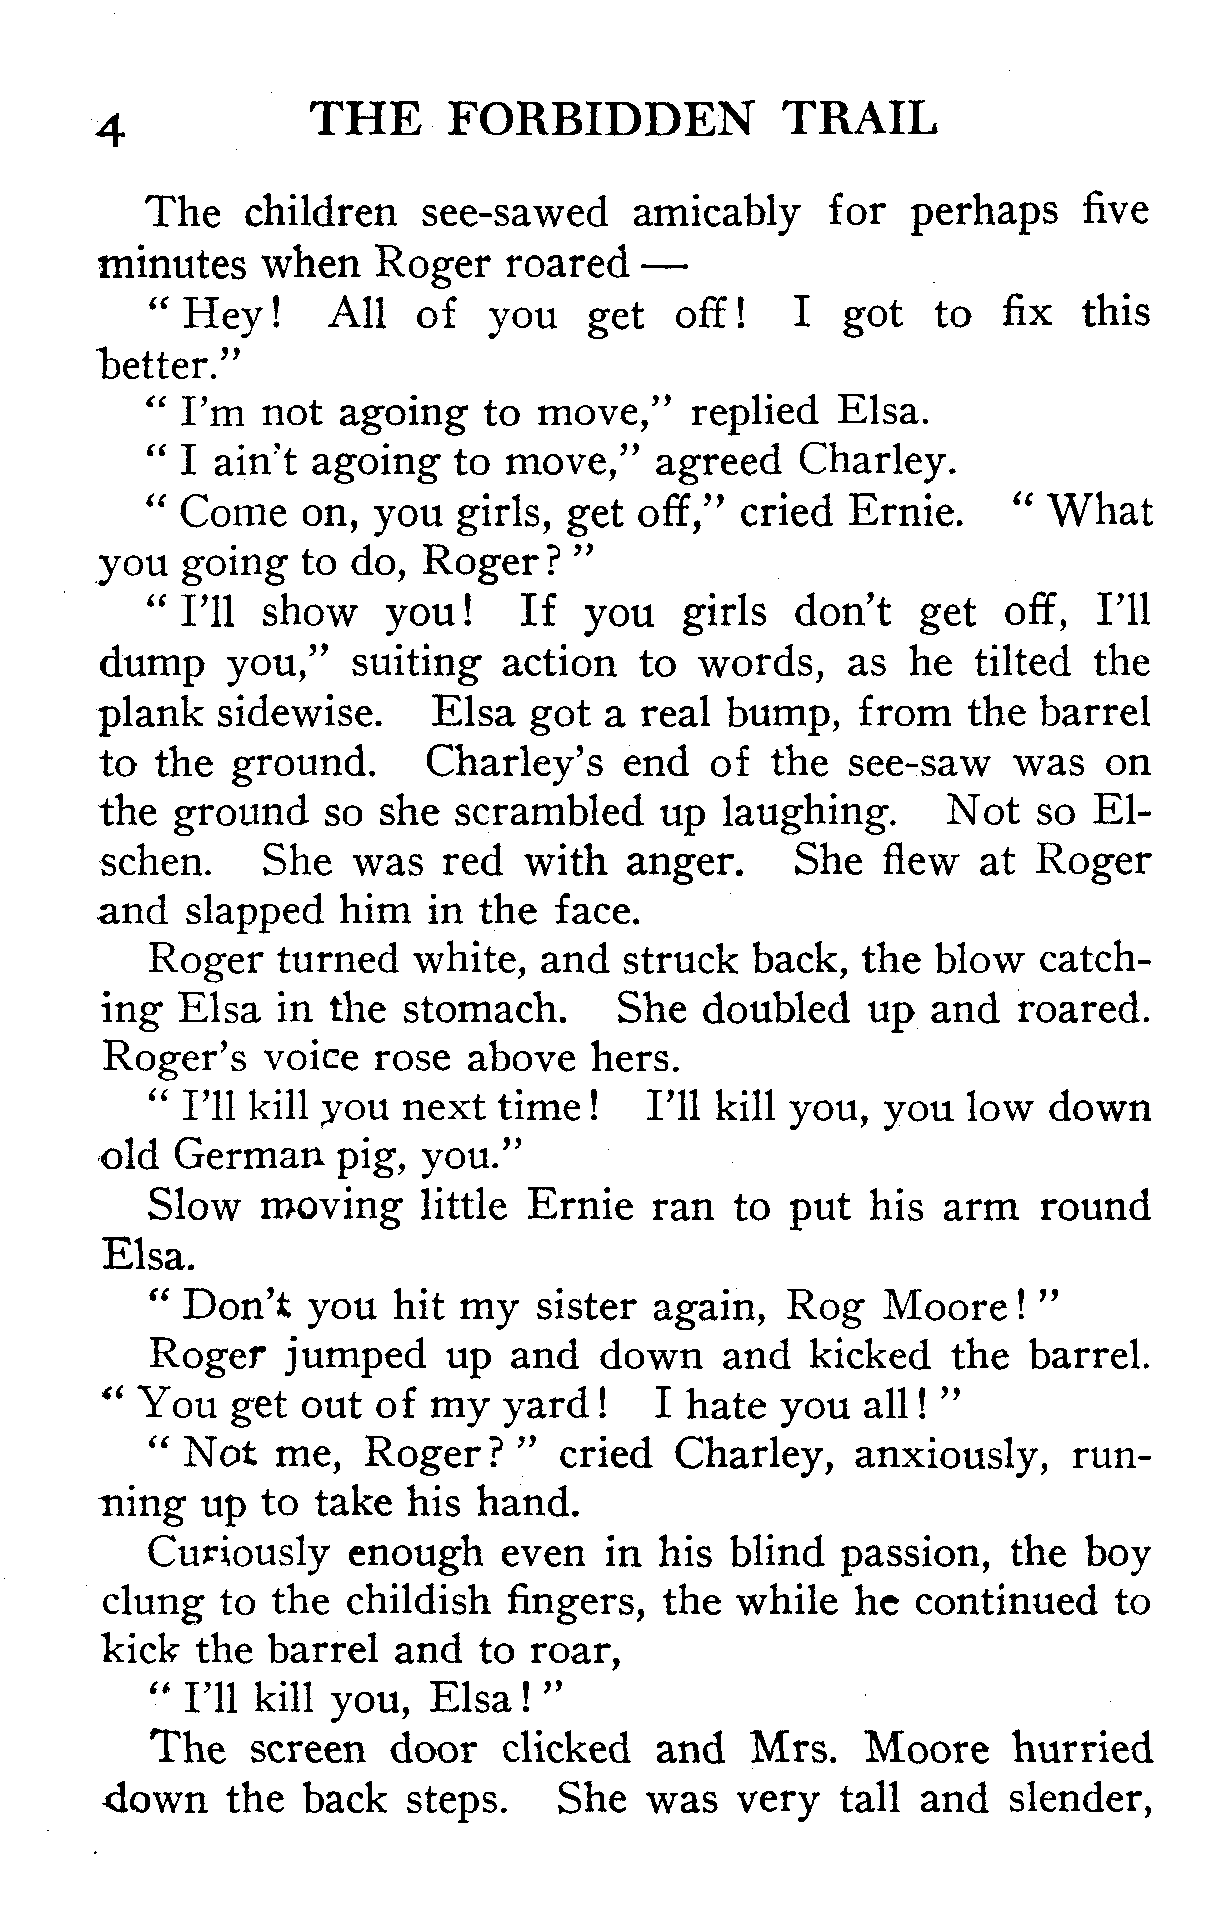 4 THE FORBIDDEN TRAIL
The children see-sawed amicably for perhaps five
minutes when Roger roared —
" Hey! All of you get off! I got to fix this
better."
" I'm not agoing to move," replied Elsa.
" I ain't agoing to move," agreed Charley.
" Come on, you girls, get off," cried Ernie. " What
you going to do, Roger? "
" I'll show you! If you girls don't get off, I'll
dump you," suiting action to words, as he tilted the
plank sidewise. Elsa got a real bump, from the barrel
to the ground. Charley's end of the see-saw was on
the ground so she scrambled up laughing. Not so El-
schen. She was red with anger. She flew at Roger
and slapped him in the face.
Roger turned white, and struck back, the blow catch-
ing Elsa in the stomach. She doubled up and roared.
Roger's voice rose above hers.
" I'll kill you next time! I'll kill you, you low down
old German pig, you."
Slow moving little Ernie ran to put his arm round
Elsa.
" Don't you hit my sister again, Rog Moore! "
Roger jumped up and down and kicked the barrel.
" You get out of my yard! I hate you all! "
" Not me, Roger? " cried Charley, anxiously, run-
ning up to take his hand.
Curiously enough even in his blind passion, the boy
clung to the childish fingers, the while he continued to
kick the barrel and to roar,
" I'll kill you, Elsa! "
The screen door clicked and Mrs. Moore hurried
down the back steps. She was very tall and slender,